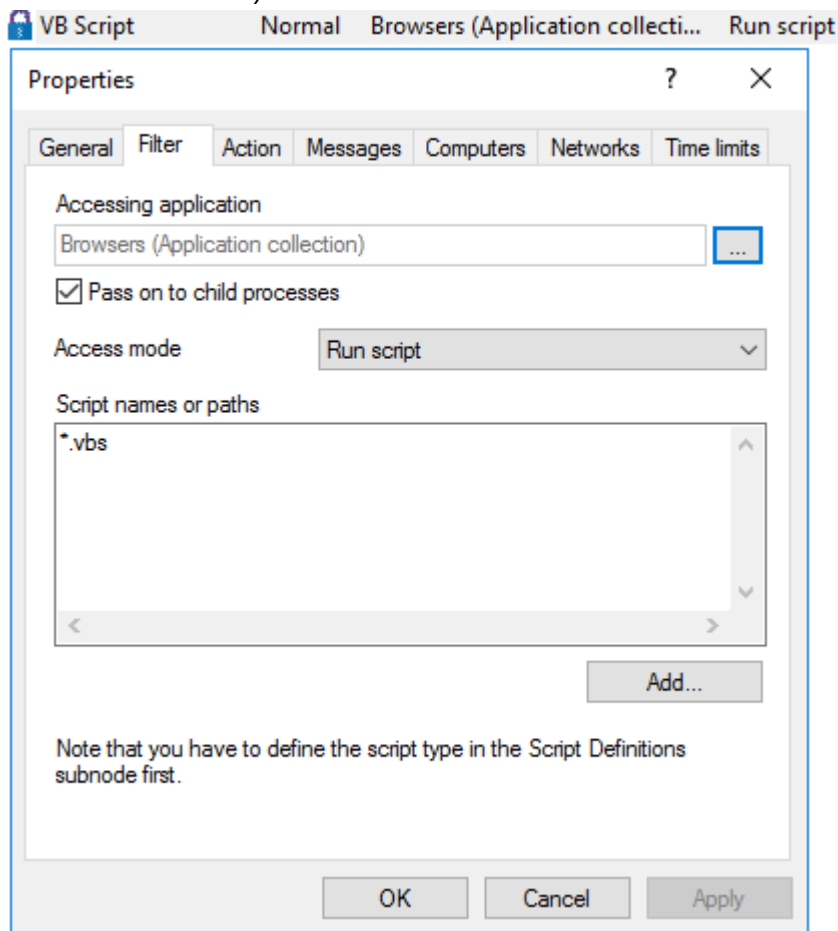 VB Script Normal Browsers (Application collecti... Run script
Properties ?
General Filter Action Messages Computers Networks Time limits
Accessing application
Browsers (Application collection) ...
Pass on to child processes
Access mode Run script
Script names or paths
*.vbs
Add...
Note that you have to define the script type in the Script Definitions
subnode first.
OK Cancel Apply